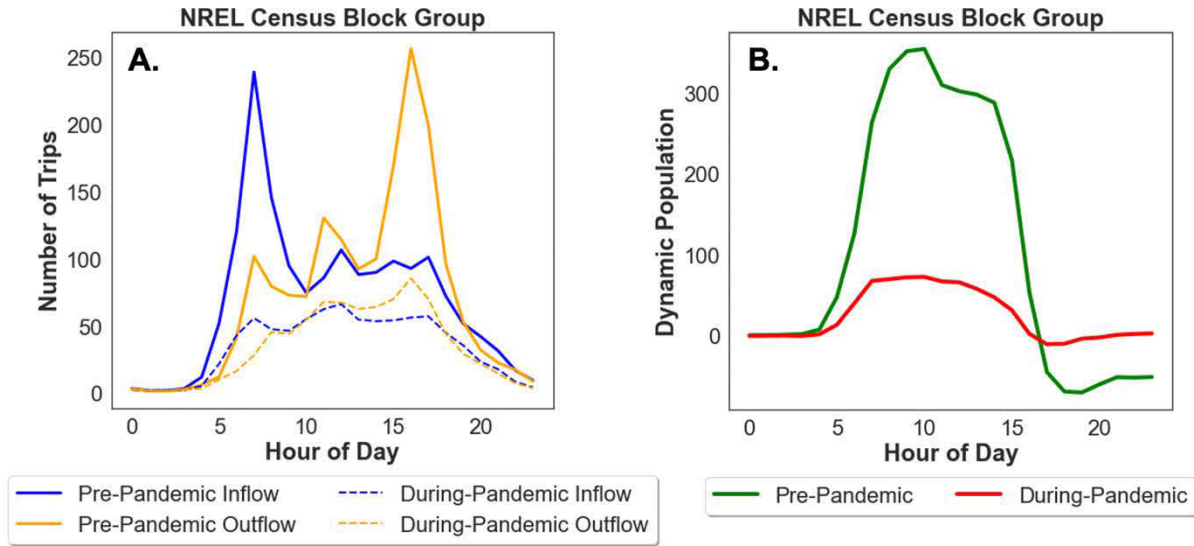 NREL Census Block Group
A.
Number of Trips
250
200
150
100
50
0
0 5 10 15 20
Hour of Day
Pre-Pandemic Inflow
During-Pandemic Inflow
Pre-Pandemic Outflow
During-Pandemic Outflow
NREL Census Block Group
B.
Dynamic Population
300
200
100
0
0 5 10 15 20
Hour of Day
Pre-Pandemic
During-Pandemic